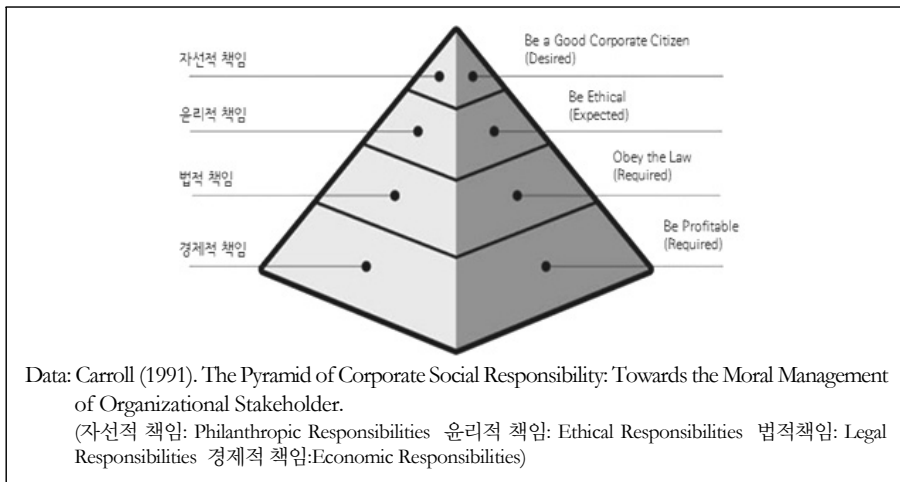 자선적 책임
Be a Good Corporate Citizen
(Desired)
윤리적 책임
Be Ethical
(Expected)
법적 책임
Obey the Law
(Required)
경제적 책임
Be Profitable
(Required)
Data: Carroll (1991). The Pyramid of Corporate Social Responsibility: Towards the Moral Management
of Organizational Stakeholder.
(자선적 책임: Philanthropic Responsibilities 윤리적 책임: Ethical Responsibilities 법적책임: Legal
Responsibilities 경제적 책임:Economic Responsibilities)